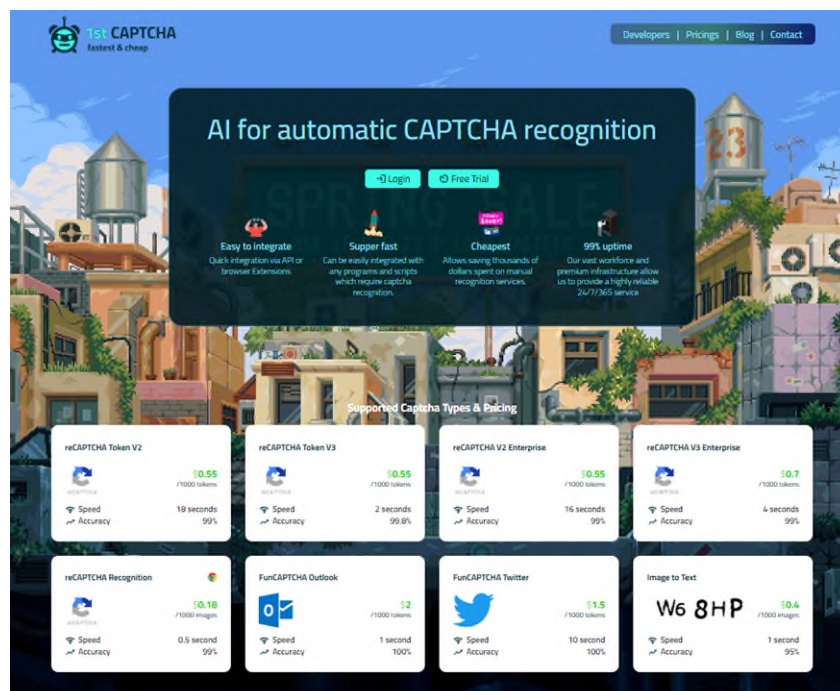 1st CAPTCHA
fastest & cheap
Developers | Pricings | Blog | Contact
AI for automatic CAPTCHA recognition
Login
Free Trial
Easy to integrate
Quick integration via API or
browser Extensions
Supper fast
Can be easily integrated with
any programs and scripts
which require captcha
recognition.
Cheapest
Allows saving thousands of
dollars spent on manual
recognition services.
99% uptime
Our vast workforce and
premium infrastructure allow
us to provide a highly reliable
24/7/365 service
23
Supported Captcha Types & Pricing
reCAPTCHA Token V2
$0.55
/1000 tokens
reCAPTCHA
Speed 18 seconds
Accuracy 99%
reCAPTCHA Token V3
$0.55
/1000 tokens
reCAPTCHA
Speed 2 seconds
Accuracy 99.8%
reCAPTCHA V2 Enterprise
$0.55
/1000 tokens
reCAPTCHA
Speed 16 seconds
Accuracy 99%
reCAPTCHA V3 Enterprise
$0.7
/1000 tokens
reCAPTCHA
Speed 4 seconds
Accuracy 99%
reCAPTCHA Recognition
$0.18
/1000 images
reCAPTCHA
Speed 0.5 second
Accuracy 99%
FunCAPTCHA Outlook
$2
/1000 tokens
Speed 1 second
Accuracy 100%
FunCAPTCHA Twitter
$1.5
/1000 tokens
Speed 10 second
Accuracy 100%
Image to Text
W6 8HP
$0.4
/1000 images
Speed 1 second
Accuracy 95%